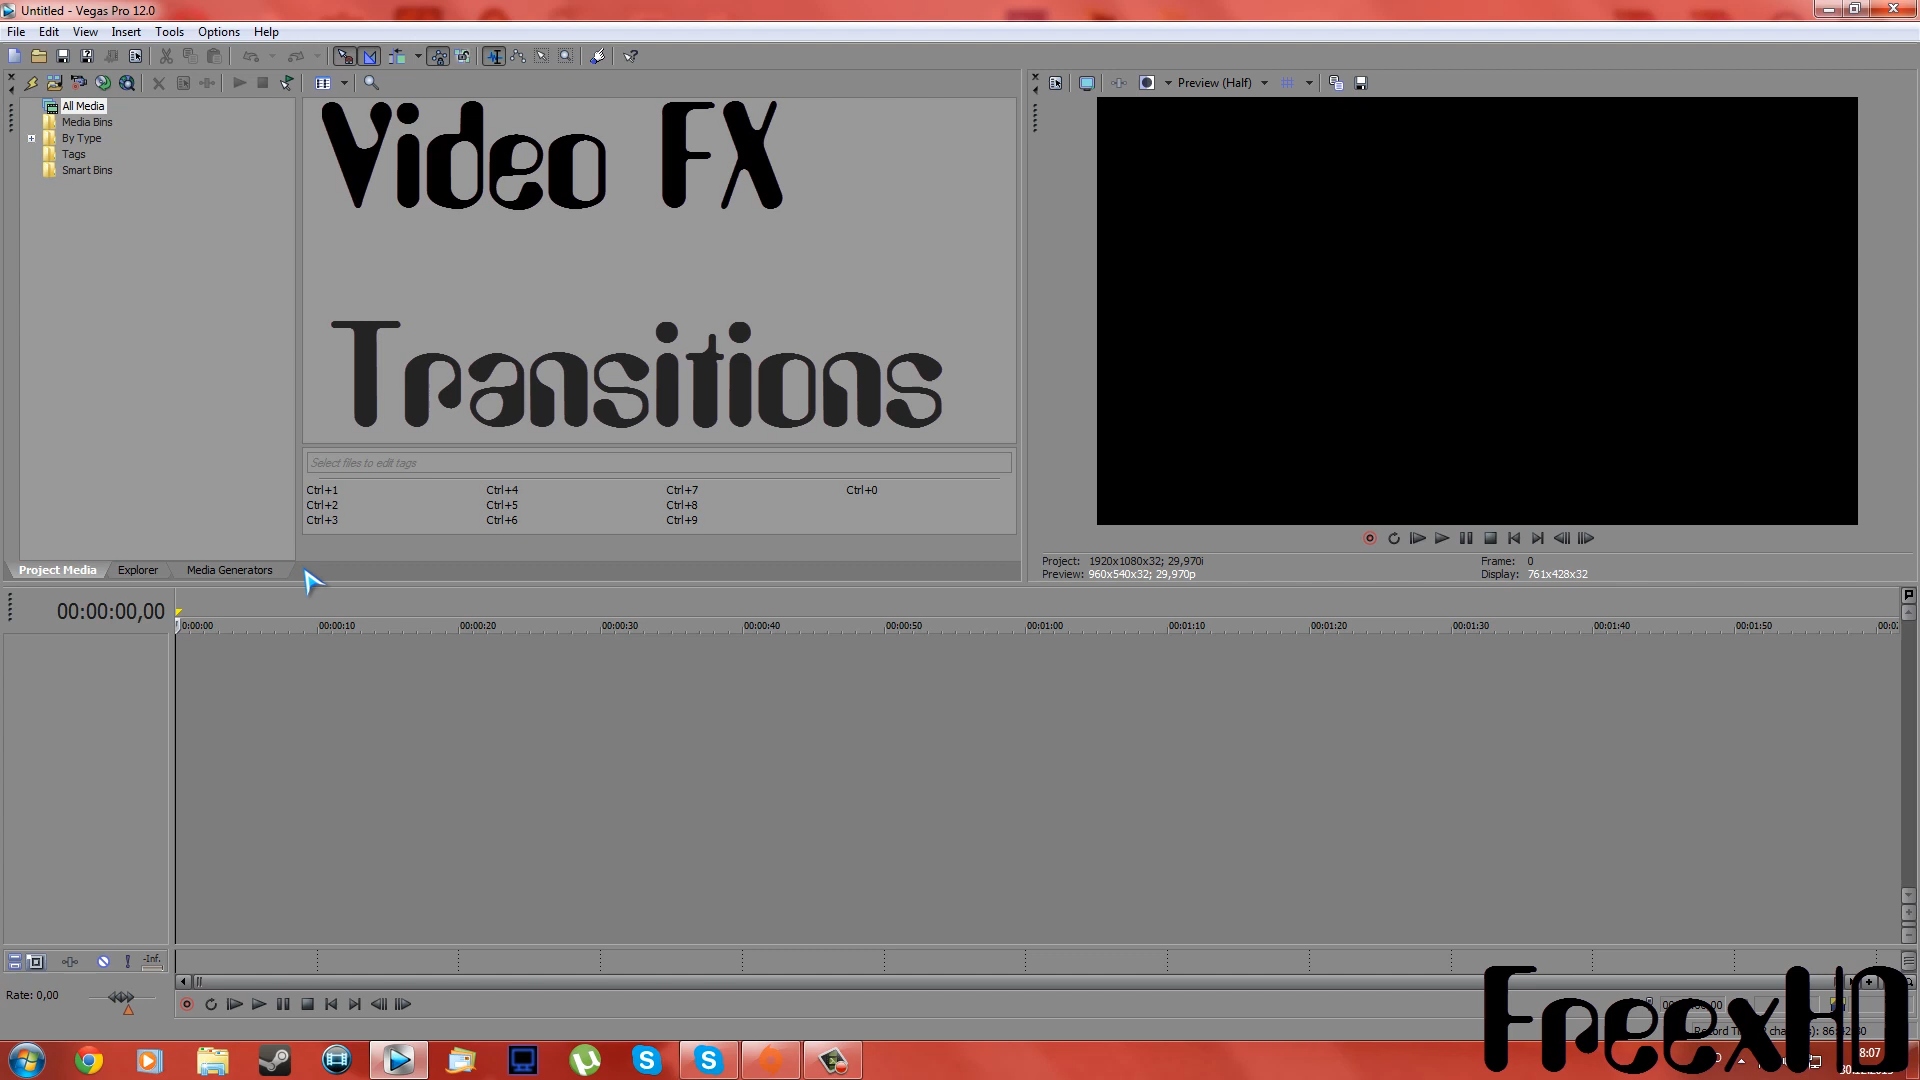 Untitled - Vegas Pro 12.0
File Edit View Insert Tools Options Help
Preview (Half)
All Media
Media Bins
By Type
Tags
Smart Bins
Video FX
Transitions
Select files to edit tags
Ctrl+1 Ctrl+4 Ctrl+7 Ctrl+0
Ctrl+2 Ctrl+5 Ctrl+8
Ctrl+3 Ctrl+6 Ctrl+9
Project Media Explorer Media Generators
Project: 1920x1080x32; 29,970i Frame: 0
Preview: 960x540x32; 29,970p Display: 761x428x32
00:00:00,00
0:00:00 00:00:10 00:00:20 00:00:30 00:00:40 00:00:50 00:01:00 00:01:10 00:01:20 00:01:30 00:01:40 00:01:50
-Inf.
Rate: 0,00
FreexHD
8:07